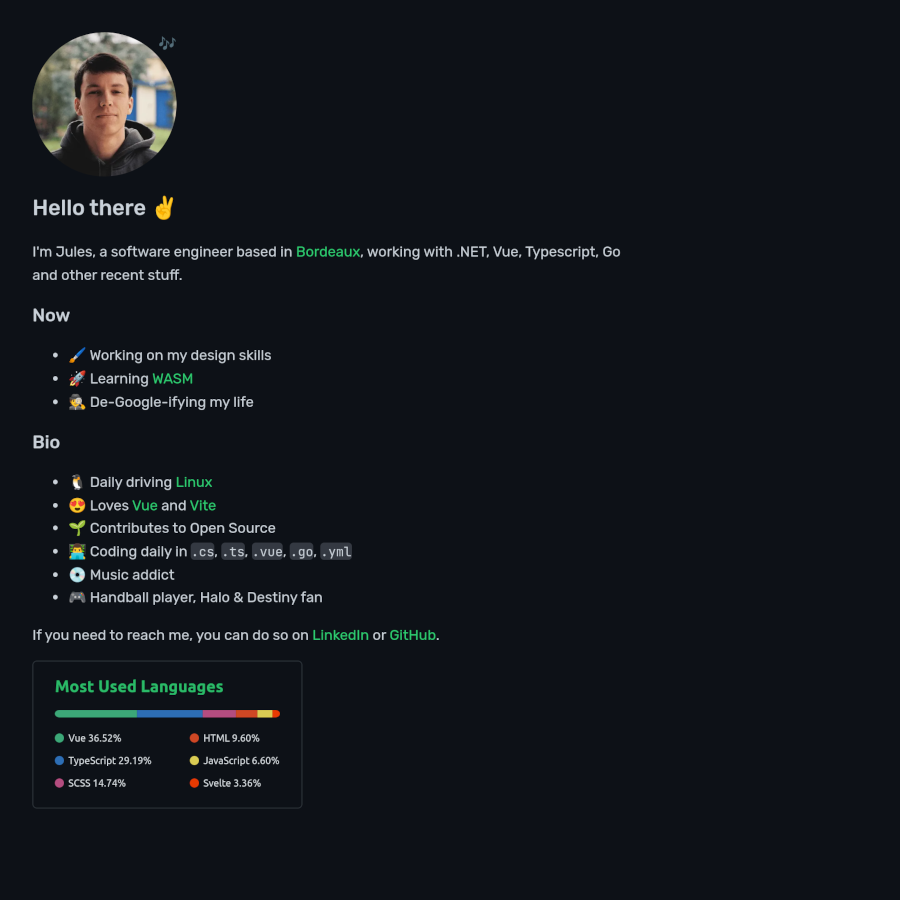 Hello there ✌️
I'm Jules, a software engineer based in Bordeaux, working with .NET, Vue, Typescript, Go
and other recent stuff.
Now
• 🖌️ Working on my design skills
• 🚀 Learning WASM
• 🕵️ De-Google-ifying my life
Bio
• 🐧 Daily driving Linux
• 😍 Loves Vue and Vite
• 🌱 Contributes to Open Source
• 👨‍💻 Coding daily in .cs, .ts, .vue, .go, .yml
• 💿 Music addict
• 🎮 Handball player, Halo & Destiny fan
If you need to reach me, you can do so on LinkedIn or GitHub.
Most Used Languages
Vue 36.52%
TypeScript 29.19%
SCSS 14.74%
HTML 9.60%
JavaScript 6.60%
Svelte 3.36%